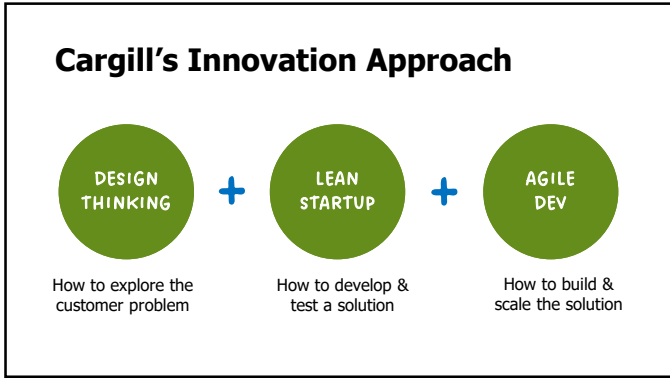 Cargill’s Innovation Approach
DESIGN
THINKING
+
LEAN
STARTUP
+
AGILE
DEV
How to explore the
customer problem
How to develop &
test a solution
How to build &
scale the solution